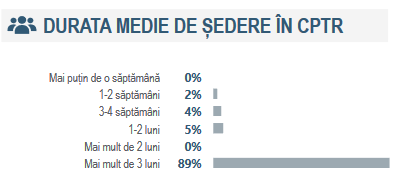 DURATA MEDIE DE ȘEDERE ÎN CPTR
Mai puțin de o săptămână 0%
1-2 săptămâni 2%
3-4 săptămâni 4%
1-2 luni 5%
Mai mult de 2 luni 0%
Mai mult de 3 luni 89%